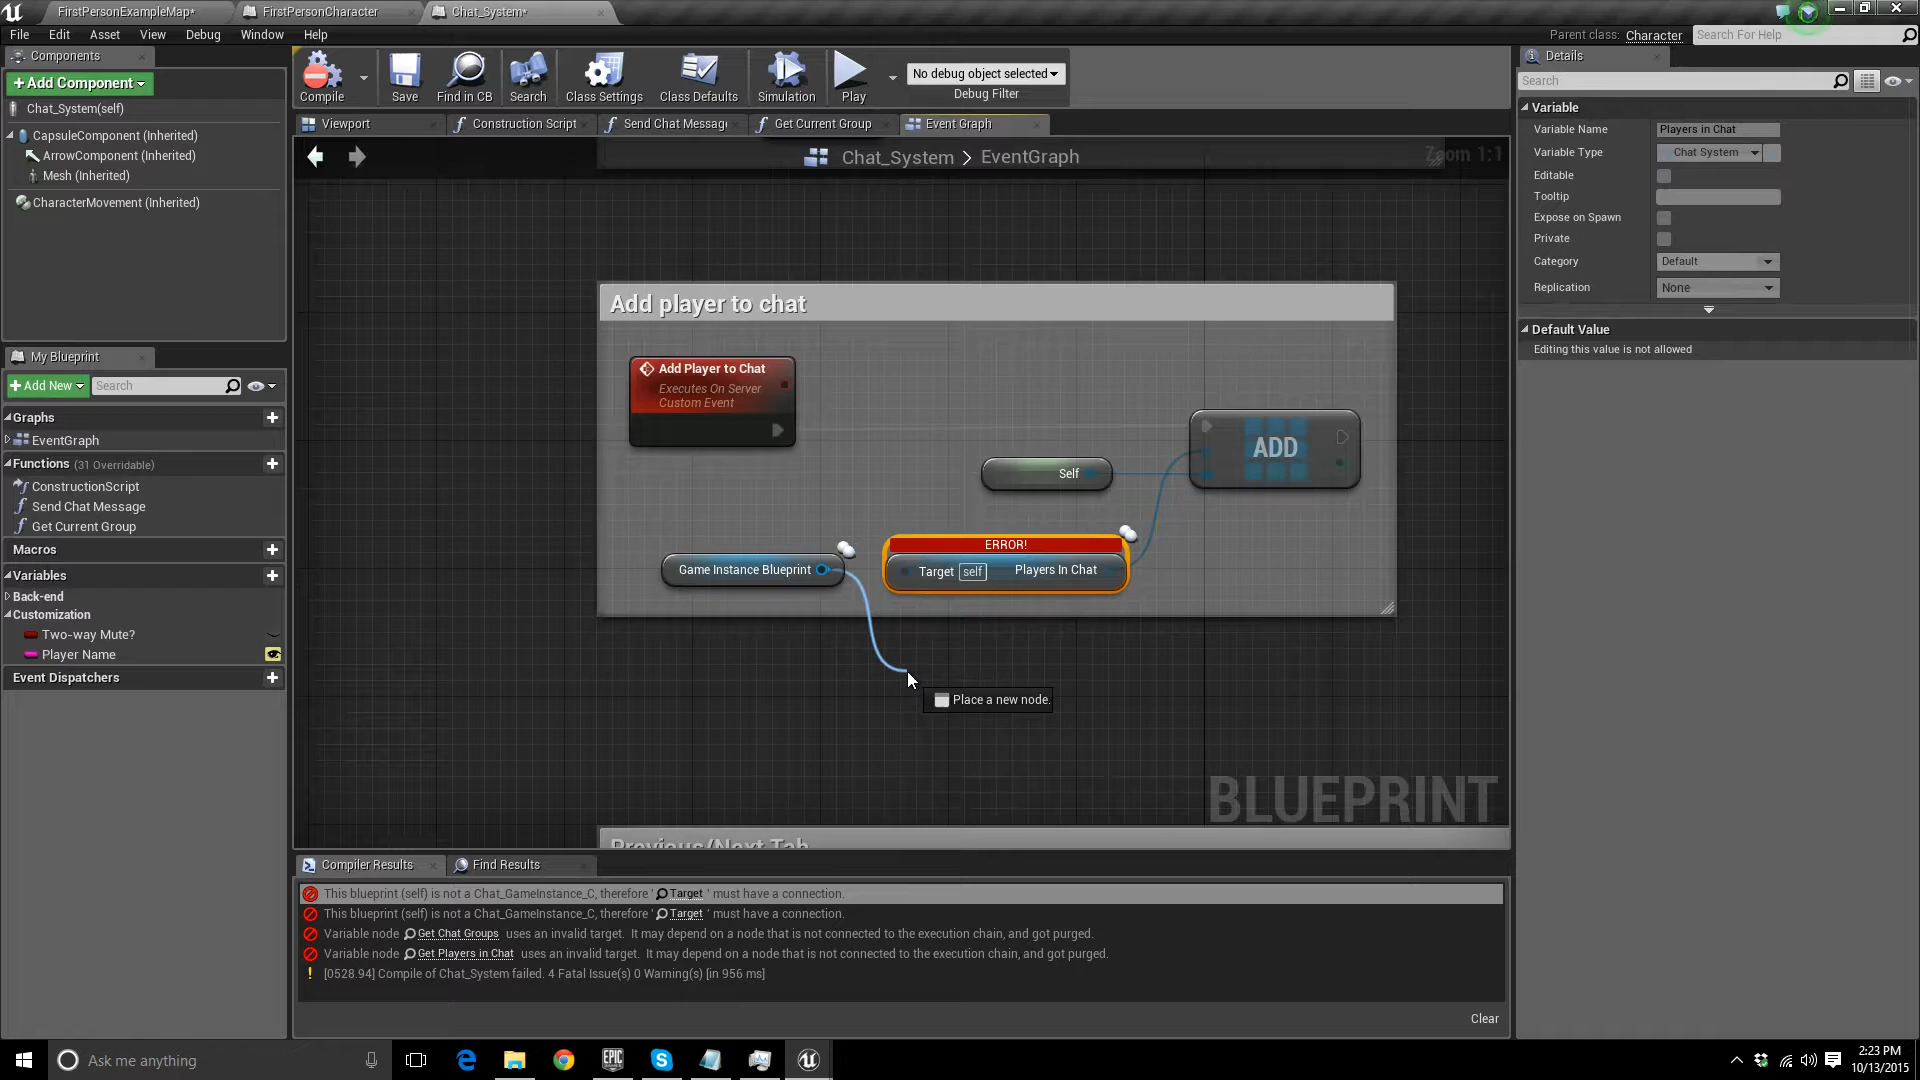 FirstPersonExampleMap*
FirstPersonCharacter
Chat_System*
File
Edit
Asset
View
Debug
Window
Help
Parent class: Character
Search For Help
Components
+Add Component
Chat_System(self)
CapsuleComponent (Inherited)
ArrowComponent (Inherited)
Mesh (Inherited)
CharacterMovement (Inherited)
My Blueprint
+Add New
Search
Graphs
EventGraph
Functions (31 Overridable)
ConstructionScript
Send Chat Message
Get Current Group
Macros
Variables
Back-end
Customization
Two-way Mute?
Player Name
Event Dispatchers
Compile
Save
Find in CB
Search
Class Settings
Class Defaults
Simulation
Play
No debug object selected
Debug Filter
Viewport
Construction Script
Send Chat Messag
Get Current Group
Event Graph
Chat_System > EventGraph
Zoom 1:1
Add player to chat
Add Player to Chat
Executes On Server
Custom Event
Self
ADD
ERROR!
Game Instance Blueprint
Target self
Players In Chat
Place a new node.
BLUEPRINT
Previous/Next Tab
Compiler Results
Find Results
This blueprint (self) is not a Chat_GameInstance_C, therefore ' Target ' must have a connection.
This blueprint (self) is not a Chat_GameInstance_C, therefore ' Target ' must have a connection.
Variable node Get Chat Groups uses an invalid target. It may depend on a node that is not connected to the execution chain, and got purged.
Variable node Get Players in Chat uses an invalid target. It may depend on a node that is not connected to the execution chain, and got purged.
[0528.94] Compile of Chat_System failed. 4 Fatal Issue(s) 0 Warning(s) [in 956 ms]
Clear
Details
Search
Variable
Variable Name
Players in Chat
Variable Type
Chat System
Editable
Tooltip
Expose on Spawn
Private
Category
Default
Replication
None
Default Value
Editing this value is not allowed
Ask me anything
EPIC
2:23 PM
10/13/2015